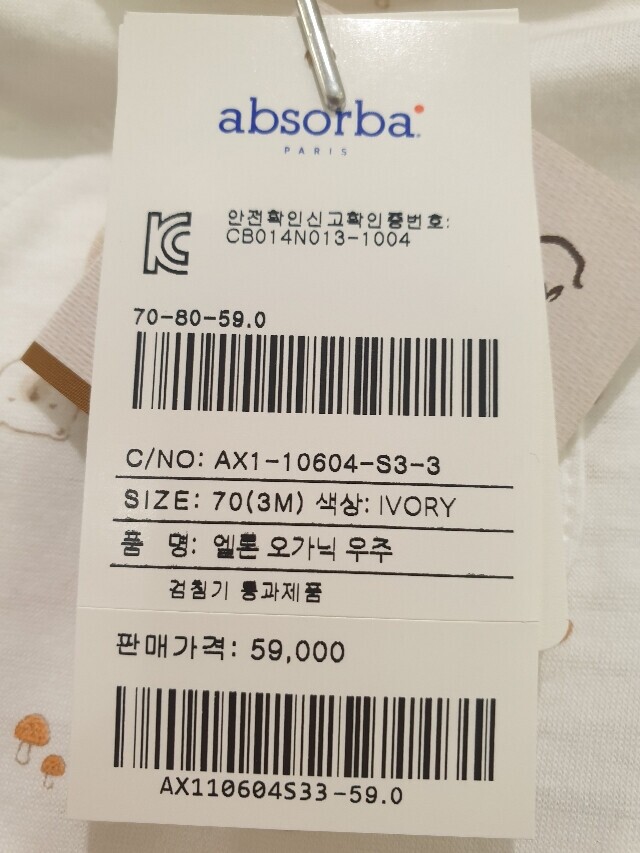 absorba
PARIS
안전확인신고확인증번호:
CB014N013-1004
70-80-59.0
C/NO: AX1-10604-S3-3
SIZE: 70(3M) 색상: IVORY
품 명: 엘론 오가닉 우주
검침기 통과제품
판매가격: 59,000
AX110604S33-59.0